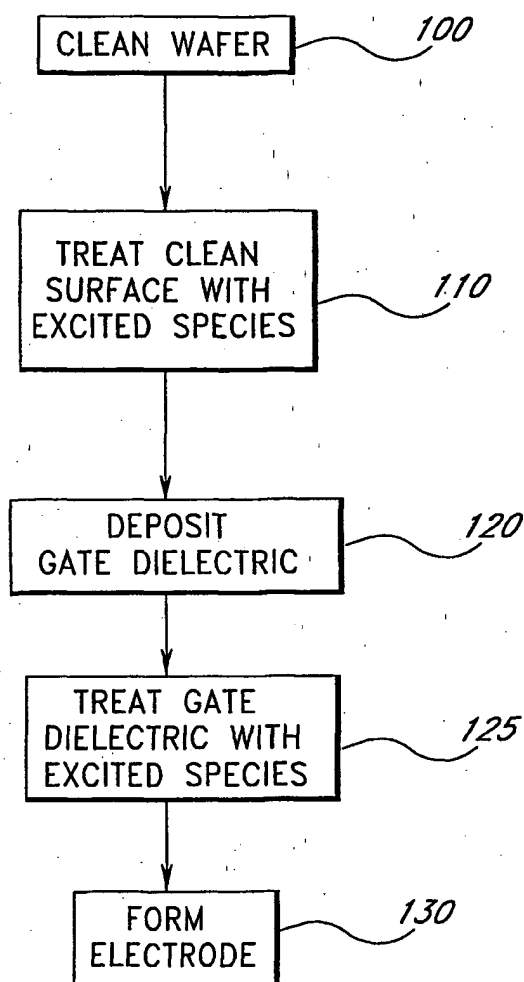 CLEAN WAFER
100
TREAT CLEAN
SURFACE WITH
EXCITED SPECIES
110
DEPOSIT
GATE DIELECTRIC
120
TREAT GATE
DIELECTRIC WITH
EXCITED SPECIES
125
FORM
ELECTRODE
130